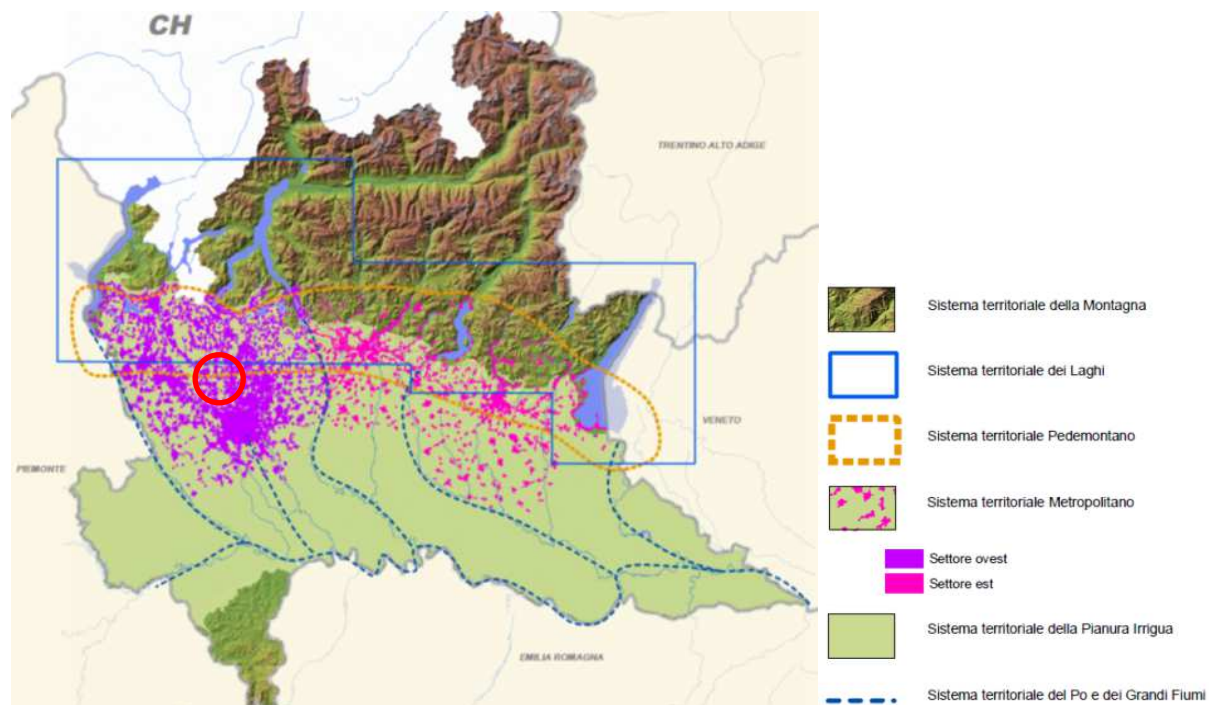 CH
TRENTINO ALTO ADIGE
VENETO
PIEMONTE
EMILIA ROMAGNA
Sistema territoriale della Montagna
Sistema territoriale dei Laghi
Sistema territoriale Pedemontano
Sistema territoriale Metropolitano
Settore ovest
Settore est
Sistema territoriale della Pianura Irrigua
Sistema territoriale del Po e dei Grandi Fiumi